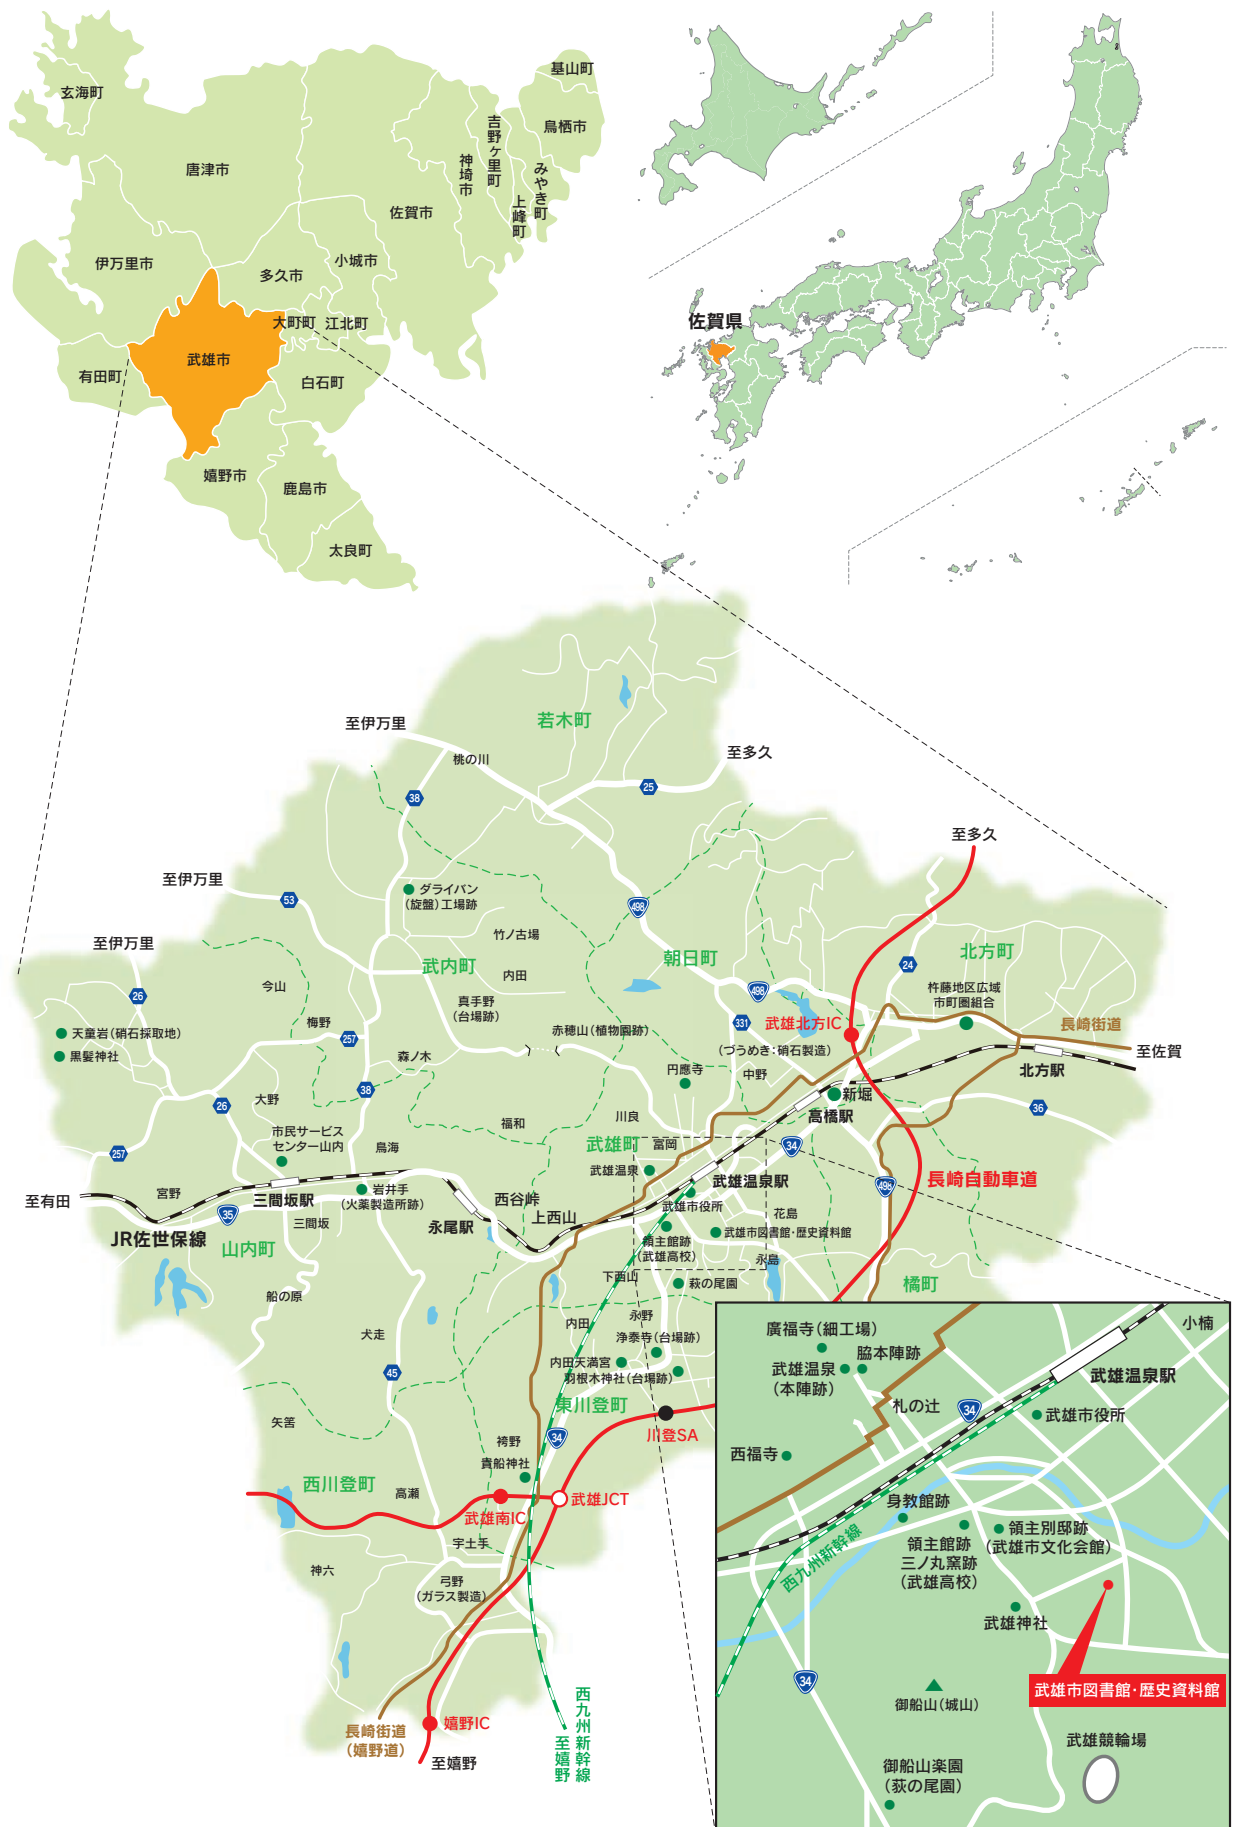 玄海町
基山町
鳥栖市
吉野ヶ里町
神埼市
みやき町
上峰町
唐津市
佐賀市
伊万里市
多久市
小城市
大町町
江北町
武雄市
有田町
白石町
嬉野市
鹿島市
太良町
佐賀県
若木町
至伊万里
桃の川
至多久
25
38
至多久
至伊万里
53
ダライバン
(旋盤)工場跡
498
竹ノ古場
至伊万里
武内町
朝日町
北方町
内田
24
今山
26
真手野
(台場跡)
498
杵藤地区広域
市町圏組合
梅野
331
武雄北方IC
長崎街道
天童岩(硝石採取地)
赤穂山(植物園跡)
257
黒髪神社
森ノ木
(づうめき:硝石製造)
至佐賀
円應寺
中野
北方駅
38
新堀
大野
26
高橋駅
36
福和
川良
市民サービス
センター山内
武雄町
富岡
34
鳥海
257
武雄温泉
武雄温泉駅
長崎自動車道
至有田
宮野
三間坂駅
岩井手
(火薬製造所跡)
498
西谷峠
武雄市役所
35
三間坂
永尾駅
上西山
花島
JR佐世保線
山内町
領主館跡
(武雄高校)
武雄市図書館・歴史資料館
永島
下西山
萩の尾園
橘町
船の原
内田
永野
犬走
浄泰寺(台場跡)
内田天満宮
羽根木神社(台場跡)
45
東川登町
矢筈
川登SA
袴野
34
貴船神社
西川登町
高瀬
武雄JCT
武雄南IC
宇土手
神六
弓野
(ガラス製造)
西九州新幹線
至嬉野
長崎街道
(嬉野道)
嬉野IC
至嬉野
小楠
廣福寺(細工場)
脇本陣跡
武雄温泉
(本陣跡)
武雄温泉駅
札の辻
34
武雄市役所
西福寺
身教館跡
領主別邸跡
(武雄市文化会館)
領主館跡
三ノ丸窯跡
(武雄高校)
西九州新幹線
武雄神社
34
武雄市図書館・歴史資料館
御船山(城山)
武雄競輪場
御船山楽園
(荻の尾園)